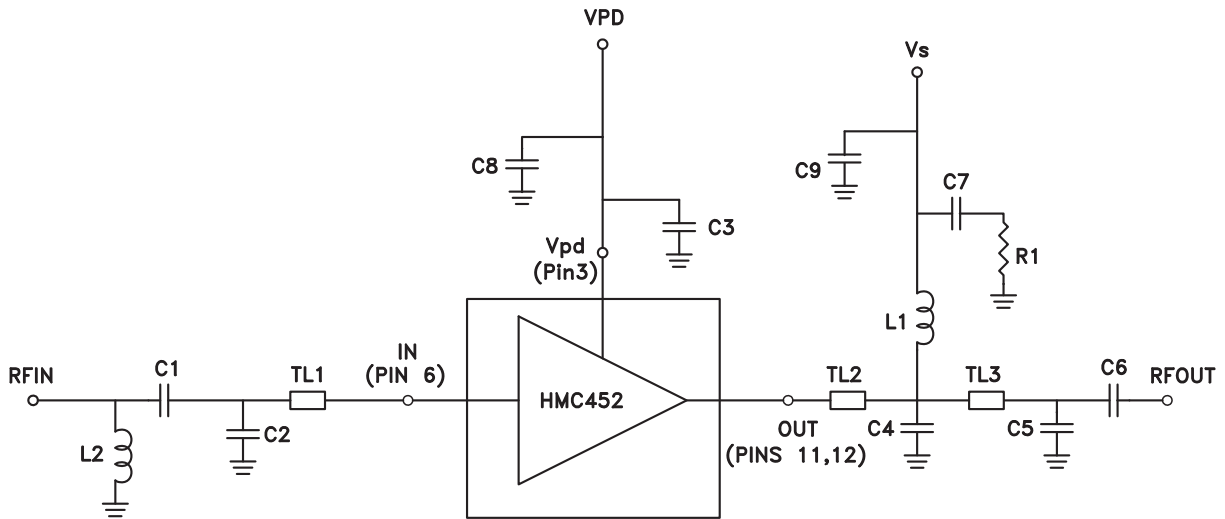 VPD
Vs
C8
C9
C7
C3
Vpd
(Pin3)
R1
L1
RFIN
C1
TL1
IN
(PIN 6)
HMC452
TL2
TL3
C6
RFOUT
L2
C2
OUT
(PINS 11,12)
C4
C5